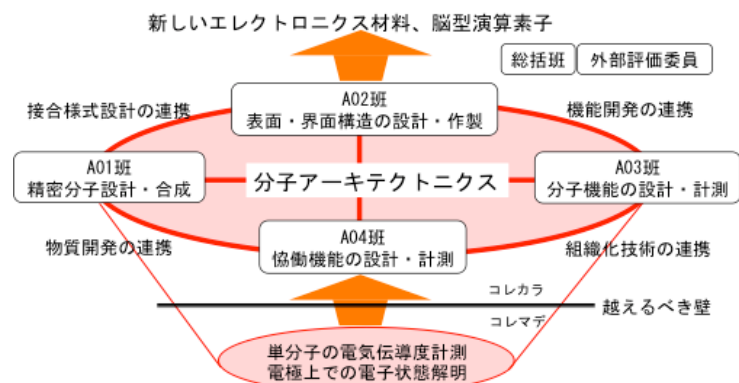 新しいエレクトロニクス材料、脳型演算素子
総括班
外部評価委員
A02班
表面・界面構造の設計・作製
接合様式設計の連携
機能開発の連携
A01班
精密分子設計・合成
分子アーキテクトニクス
A03班
分子機能の設計・計測
A04班
協働機能の設計・計測
物質開発の連携
組織化技術の連携
コレカラ
越えるべき壁
コレマデ
単分子の電気伝導度計測
電極上での電子状態解明